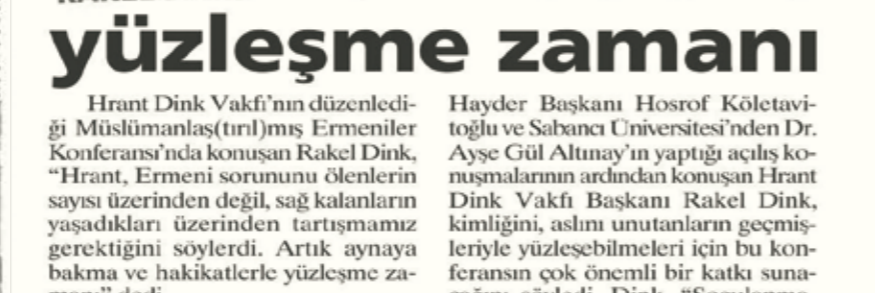 yüzleşme zamanı
Hrant Dink Vakfı'nın düzenledi-
ği Müslümanlaş(tırıl)mış Ermeniler
Konferansı'nda konuşan Rakel Dink,
“Hrant, Ermeni sorununu ölenlerin
sayısı üzerinden değil, sağ kalanların
yaşadıkları üzerinden tartışmamız
gerektiğini söylerdi. Artık aynaya
bakma ve hakikatlerle yüzleşme za-
Hayder Başkanı Hosrof Köletavi-
toğlu ve Sabancı Üniversitesi'nden Dr.
Ayşe Gül Altınay'ın yaptığı açılış ko-
nuşmalarının ardından konuşan Hrant
Dink Vakfı Başkanı Rakel Dink,
kimliğini, aslını unutanların geçmiş-
leriyle yüzleşebilmeleri için bu kon-
feransın çok önemli bir katkı suna-